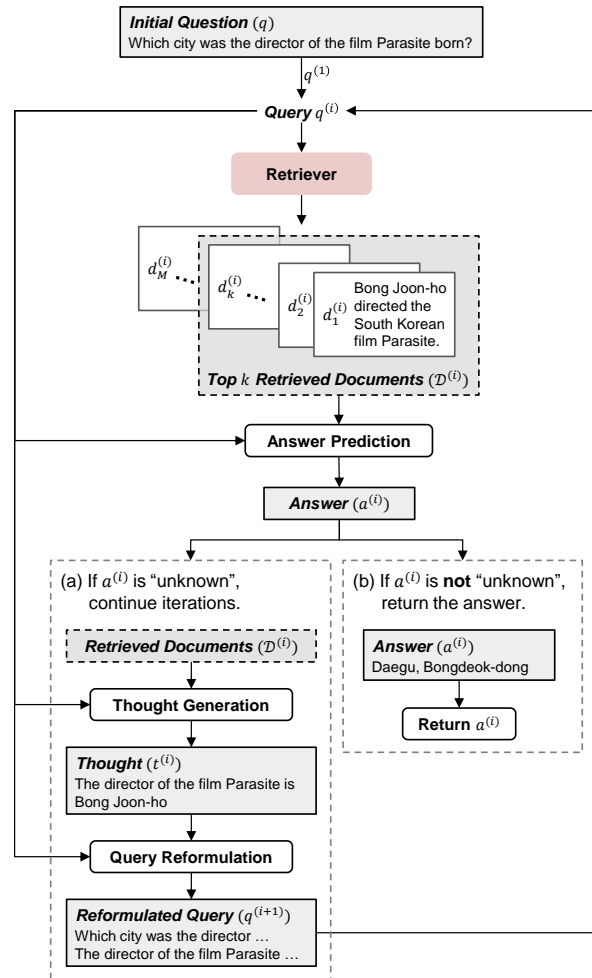 Initial Question (q)
Which city was the director of the film Parasite born?
q^{(1)}
Query q^{(i)}
Retriever
d_M^{(i)}
d_k^{(i)}
d_2^{(i)}
d_1^{(i)}
Bong Joon-ho
directed the
South Korean
film Parasite.
Top k Retrieved Documents (𝒟^{(i)})
Answer Prediction
Answer (a^{(i)})
(a) If a^{(i)} is “unknown”,
continue iterations.
Retrieved Documents (𝒟^{(i)})
Thought Generation
Thought (t^{(i)})
The director of the film Parasite is
Bong Joon-ho
Query Reformulation
Reformulated Query (q^{(i+1)})
Which city was the director …
The director of the film Parasite …
(b) If a^{(i)} is not “unknown”,
return the answer.
Answer (a^{(i)})
Daegu, Bongdeok-dong
Return a^{(i)}